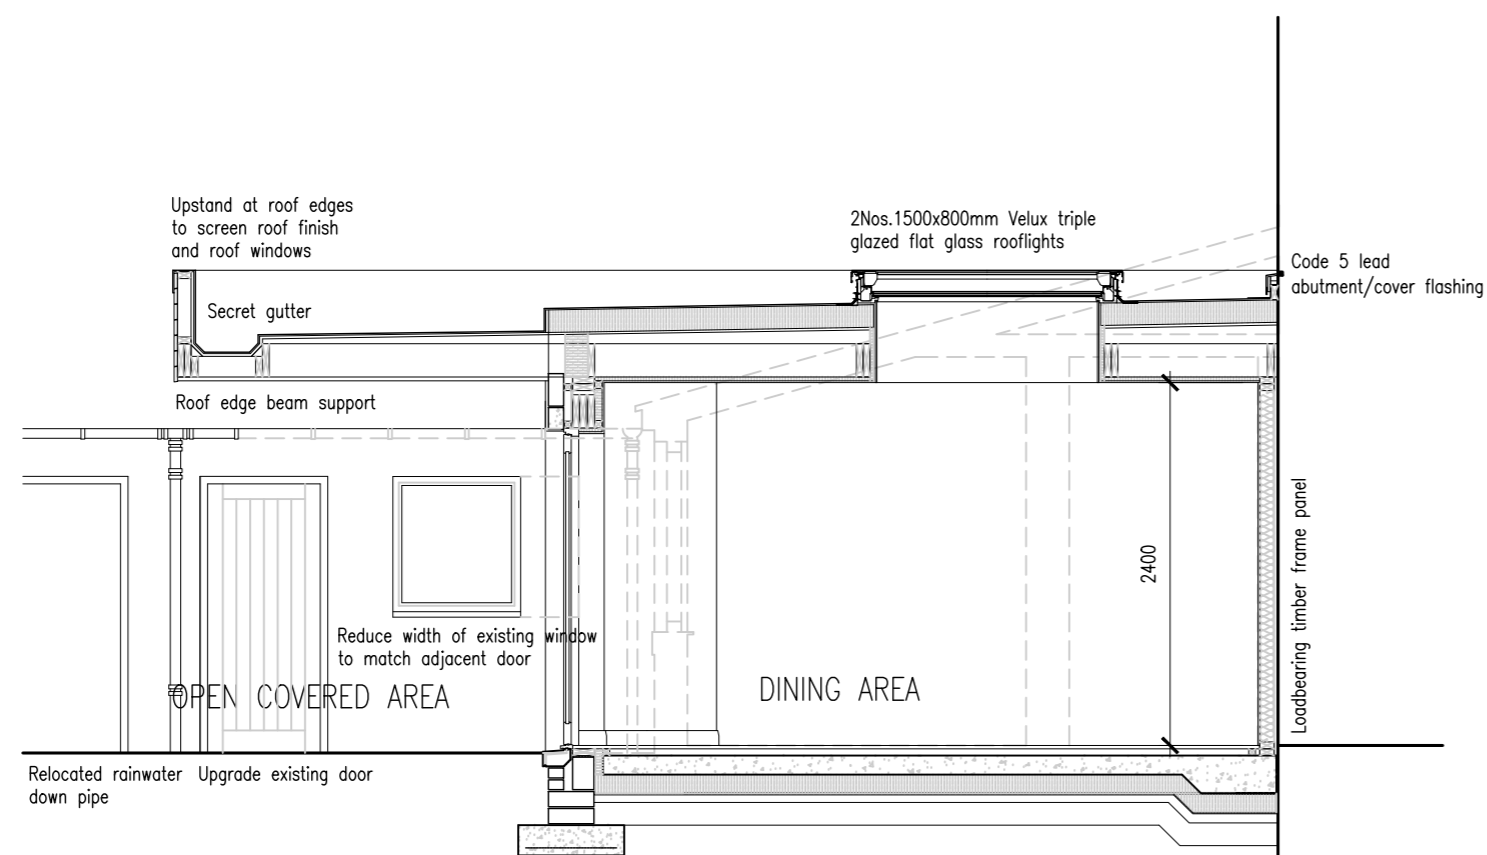 Upstand at roof edges
to screen roof finish
and roof windows
2Nos.1500x800mm Velux triple
glazed flat glass rooflights
Code 5 lead
abutment/cover flashing
Secret gutter
Roof edge beam support
2400
Loadbearing timber frame panel
Reduce width of existing window
to match adjacent door
OPEN COVERED AREA
DINING AREA
Relocated rainwater
down pipe
Upgrade existing door